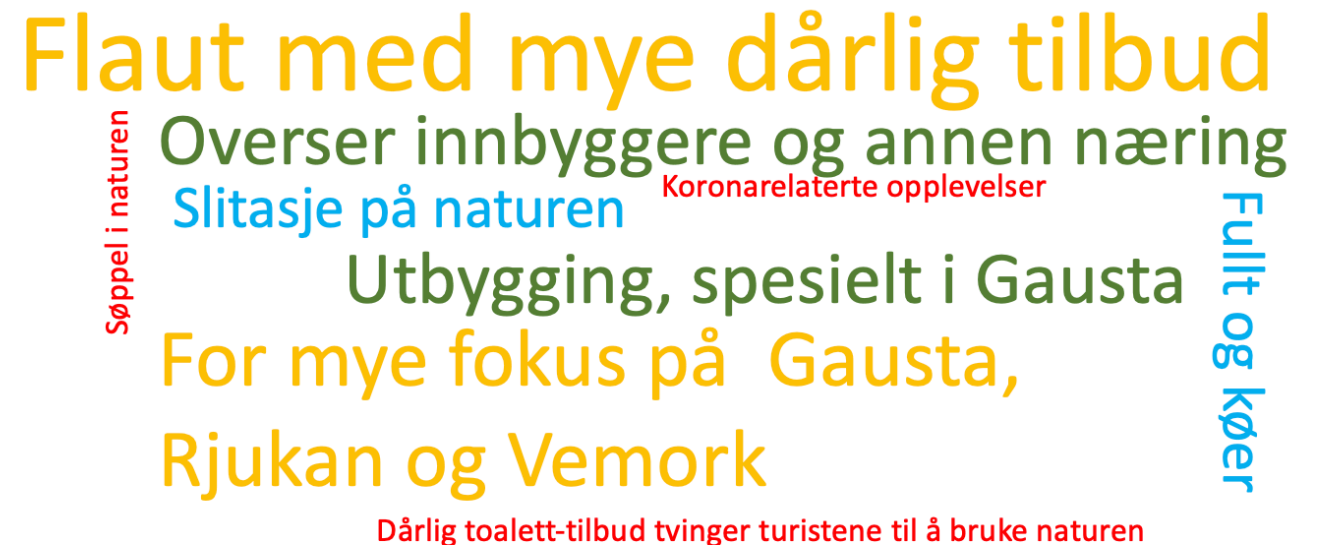 Flaut med mye dårlig tilbud
Søppel i naturen
Overser innbyggere og annen næring
Koronarelaterte opplevelser
Slitasje på naturen
Fullt og køer
Utbygging, spesielt i Gausta
For mye fokus på  Gausta,
Rjukan og Vemork
Dårlig toalett-tilbud tvinger turistene til å bruke naturen